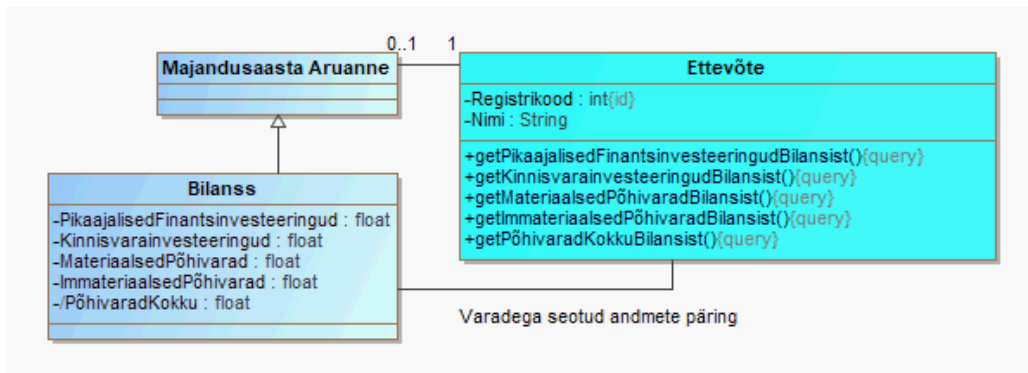 0..1 1
Majandusaasta Aruanne
Ettevõte
-Registrikood : int{id}
-Nimi : String
+getPikaajalisedFinantsinvesteeringudBilansist(){query}
+getKinnisvarainvesteeringudBilansist(){query}
+getMateriaalsedPõhivaradBilansist(){query}
+getImmateriaalsedPõhivaradBilansist(){query}
+getPõhivaradKokkuBilansist(){query}
Bilanss
-PikaajalisedFinantsinvesteeringud : float
-Kinnisvarainvesteeringud : float
-MateriaalsedPõhivarad : float
-ImmateriaalsedPõhivarad : float
-/PõhivaradKokku : float
Varadega seotud andmete päring